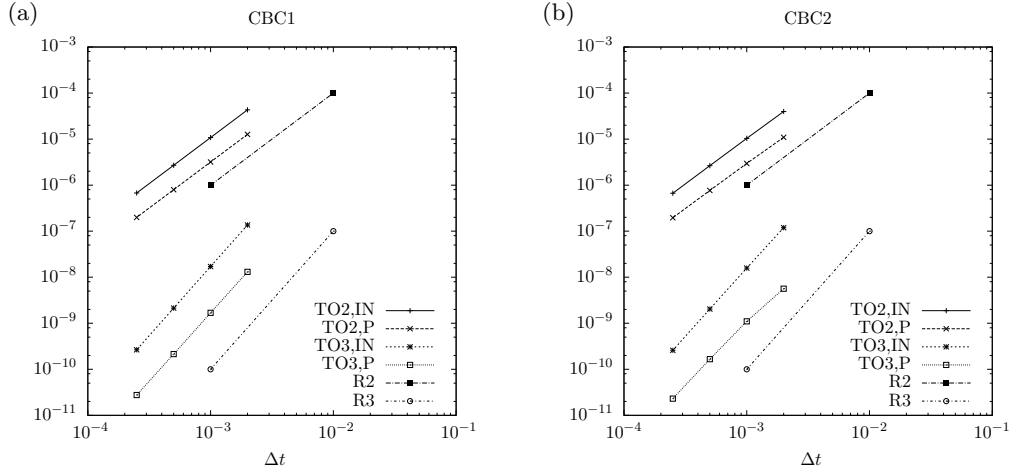 (a)
CBC1
10⁻³
10⁻⁴
10⁻⁵
10⁻⁶
10⁻⁷
10⁻⁸
10⁻⁹
10⁻¹⁰
10⁻¹¹
TO2,IN
TO2,P
TO3,IN
TO3,P
R2
R3
10⁻⁴ 10⁻³ 10⁻² 10⁻¹
Δt
(b)
CBC2
10⁻³
10⁻⁴
10⁻⁵
10⁻⁶
10⁻⁷
10⁻⁸
10⁻⁹
10⁻¹⁰
10⁻¹¹
TO2,IN
TO2,P
TO3,IN
TO3,P
R2
R3
10⁻⁴ 10⁻³ 10⁻² 10⁻¹
Δt